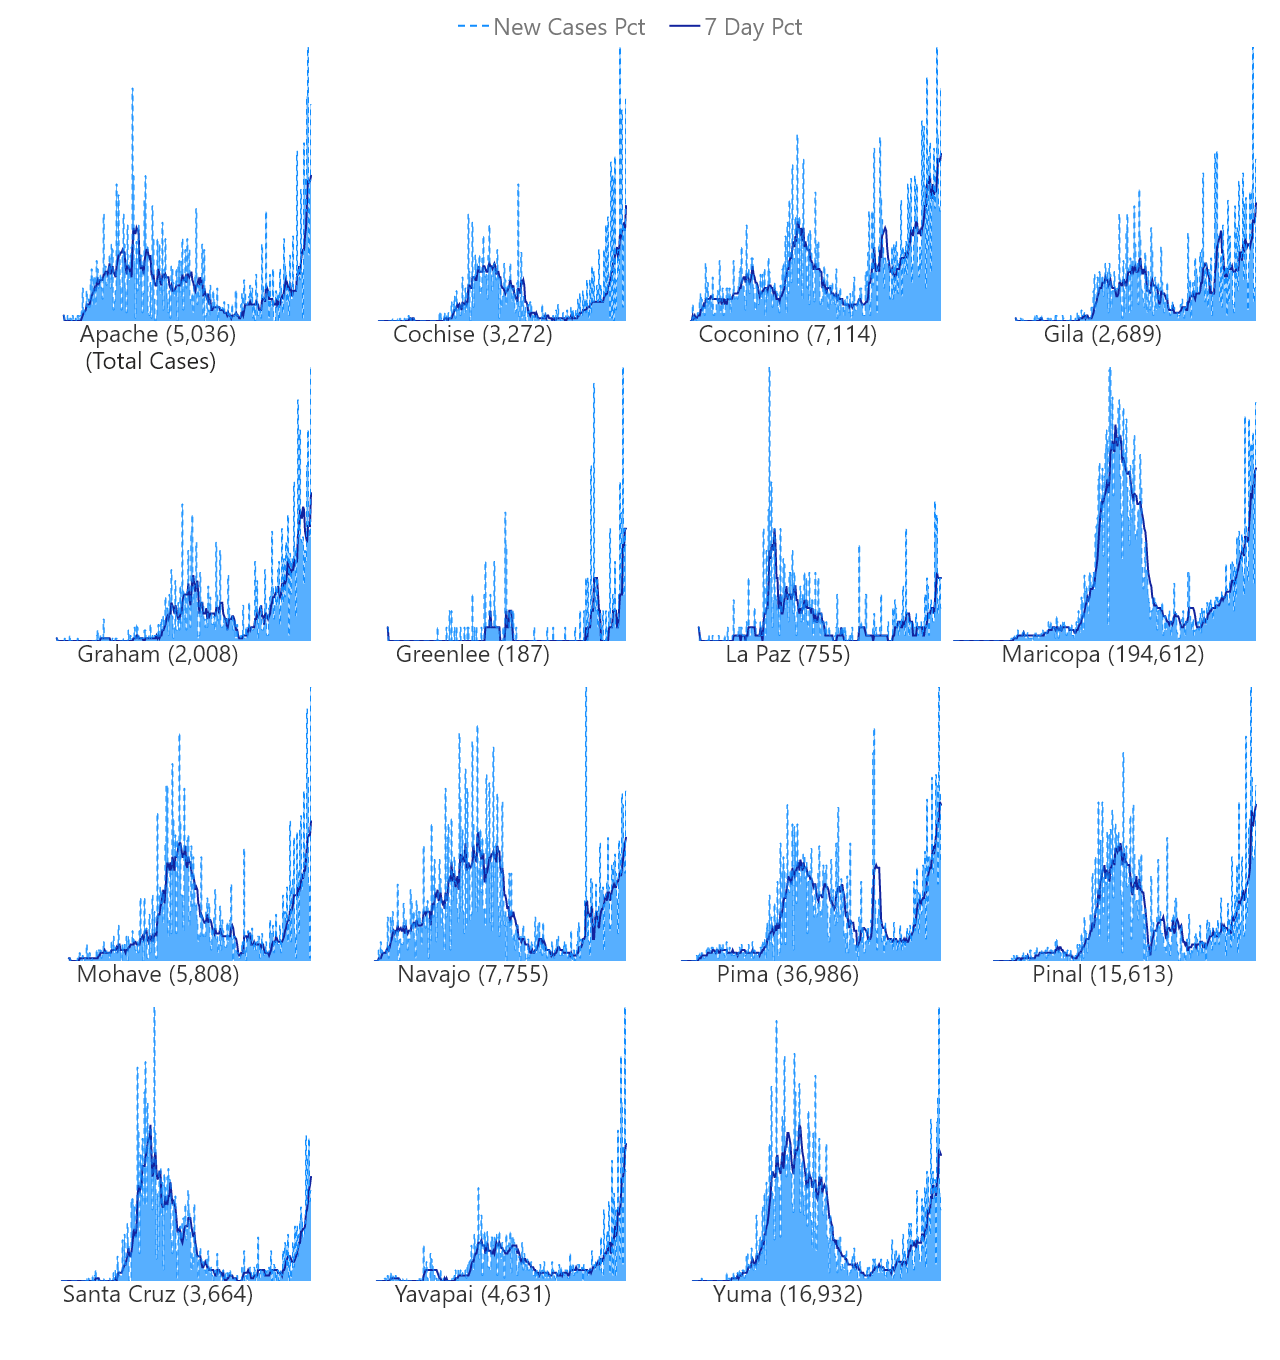 New Cases Pct 7 Day Pct
Apache (5,036) Cochise (3,272) Coconino (7,114) Gila (2,689)
(Total Cases)
Graham (2,008) Greenlee (187) La Paz (755) Maricopa (194,612)
Mohave (5,808) Navajo (7,755) Pima (36,986) Pinal (15,613)
Santa Cruz (3,664) Yavapai (4,631) Yuma (16,932)